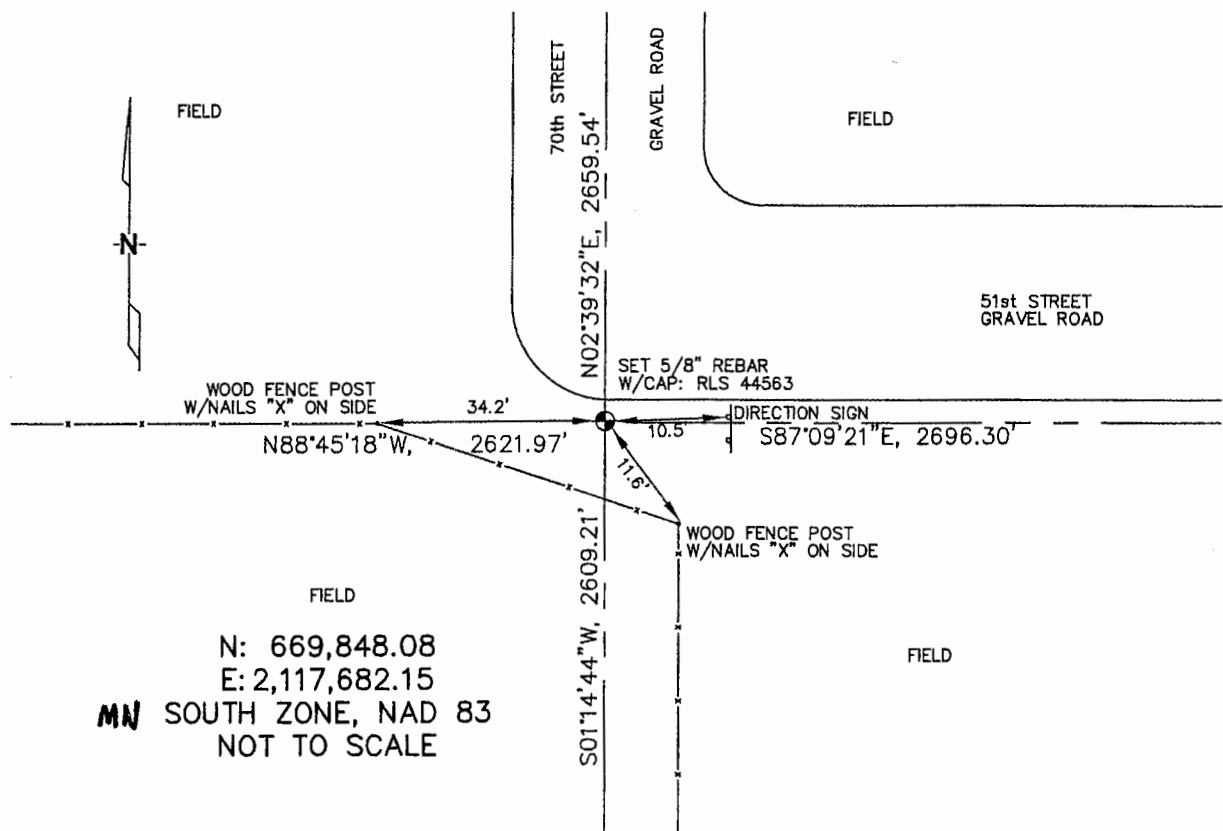 FIELD
70th STREET
GRAVEL ROAD
FIELD
N02°39'32"E, 2659.54'
N
51st STREET
GRAVEL ROAD
SET 5/8" REBAR
W/CAP: RLS 44563
WOOD FENCE POST
W/NAILS "X" ON SIDE
34.2'
DIRECTION SIGN
10.5
N88°45'18"W, 2621.97'
S87°09'21"E, 2696.30'
11.6'
WOOD FENCE POST
W/NAILS "X" ON SIDE
S01°14'44"W, 2609.21'
FIELD
FIELD
N: 669,848.08
E: 2,117,682.15
MN SOUTH ZONE, NAD 83
NOT TO SCALE